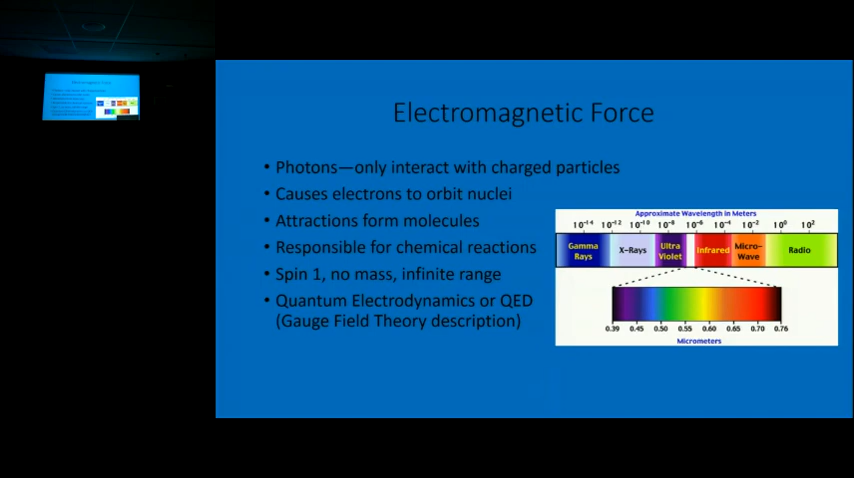 Electromagnetic Force
• Photons—only interact with charged particles
• Causes electrons to orbit nuclei
• Attractions form molecules
• Responsible for chemical reactions
• Spin 1, no mass, infinite range
• Quantum Electrodynamics or QED
(Gauge Field Theory description)
Approximate Wavelength in Meters
10⁻¹⁴ 10⁻¹² 10⁻¹⁰ 10⁻⁸ 10⁻⁶ 10⁻⁴ 10⁻² 10⁰ 10²
Gamma Rays
X-Rays
Ultra Violet
Infrared
Micro-Wave
Radio
0.39 0.45 0.50 0.55 0.60 0.65 0.70 0.76
Micrometers